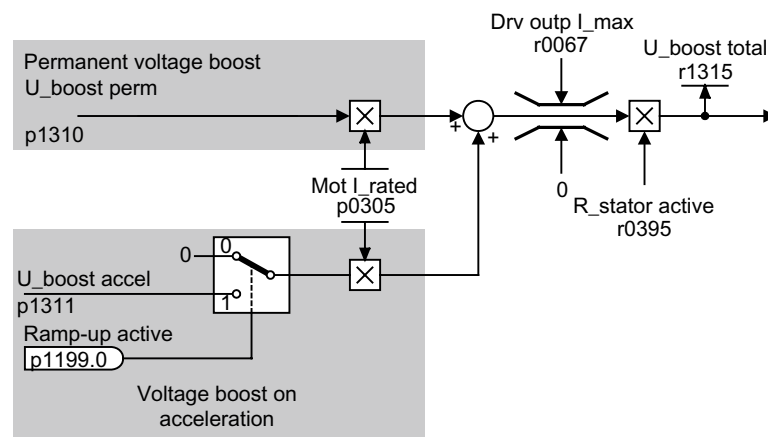 Drv outp I_max
r0067
U_boost total
r1315
Permanent voltage boost
U_boost perm
p1310
+
+
0
R_stator active
r0395
Mot I_rated
p0305
0
0
U_boost accel
p1311
1
Ramp-up active
p1199.0
Voltage boost on
acceleration